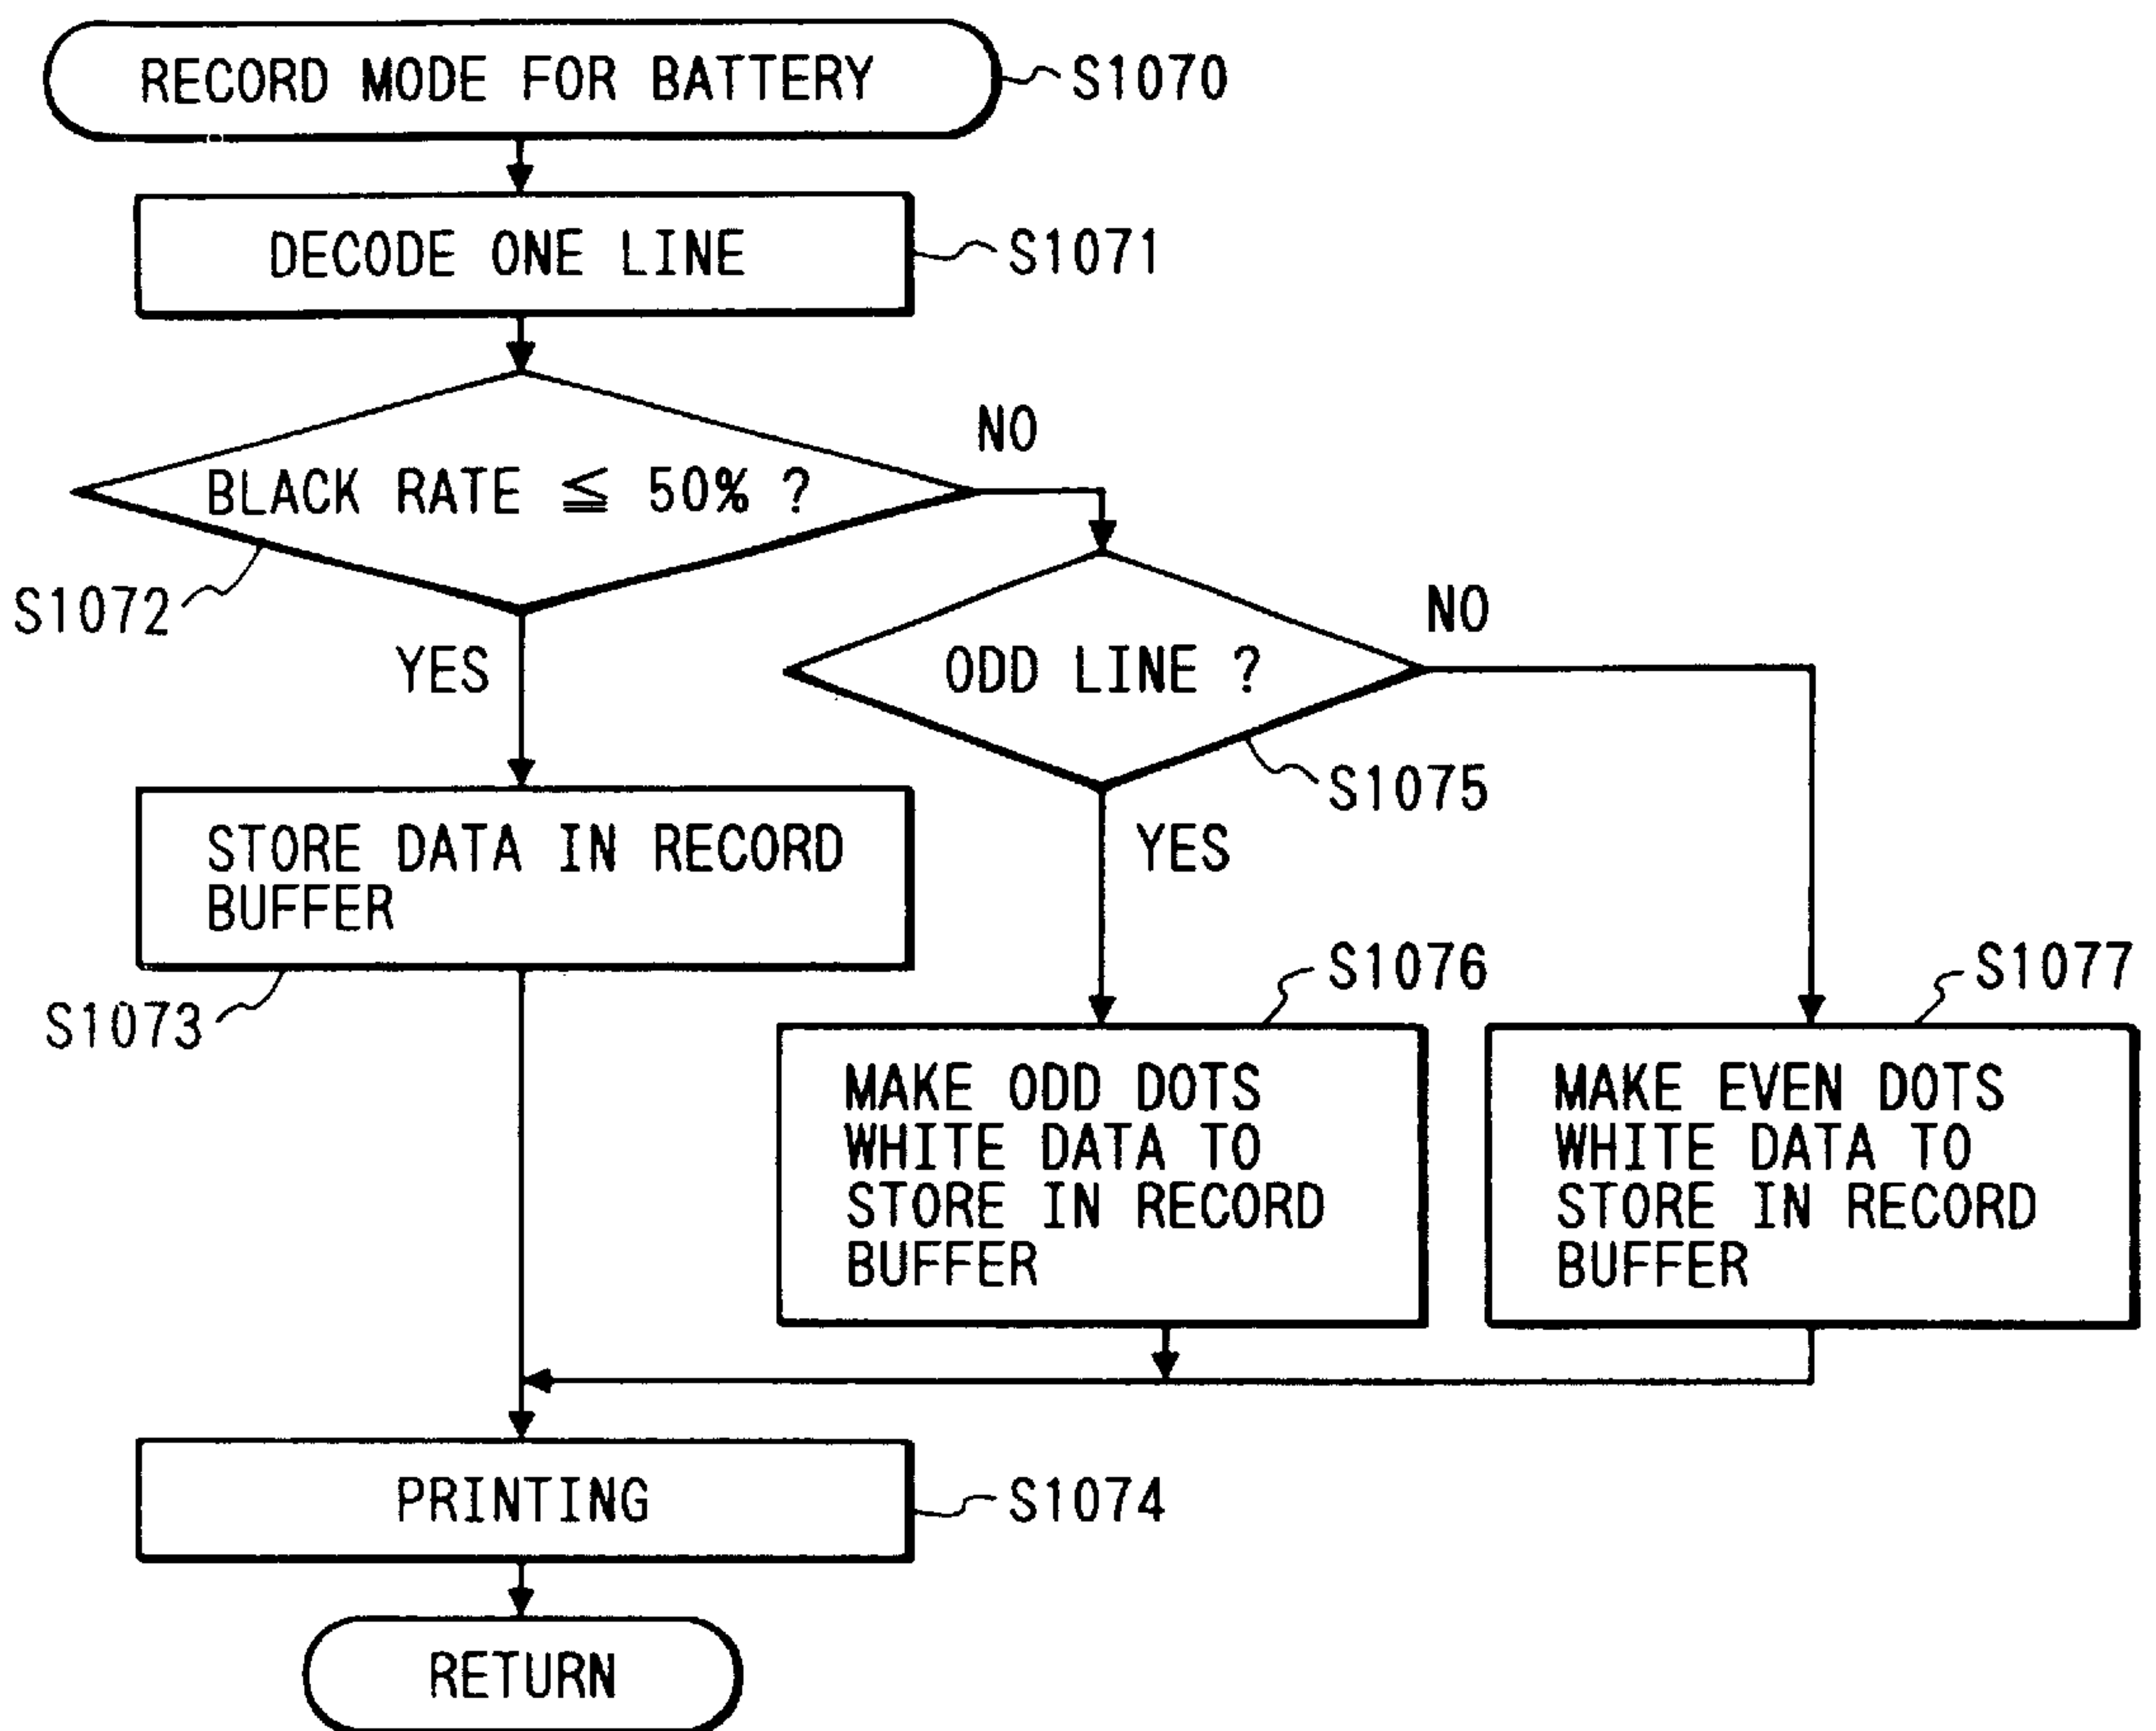 RECORD MODE FOR BATTERY
S1070
DECODE ONE LINE
S1071
BLACK RATE ≦ 50% ?
NO
S1072
YES
ODD LINE ?
NO
S1075
YES
STORE DATA IN RECORD
BUFFER
S1073
S1076
MAKE ODD DOTS
WHITE DATA TO
STORE IN RECORD
BUFFER
S1077
MAKE EVEN DOTS
WHITE DATA TO
STORE IN RECORD
BUFFER
PRINTING
S1074
RETURN